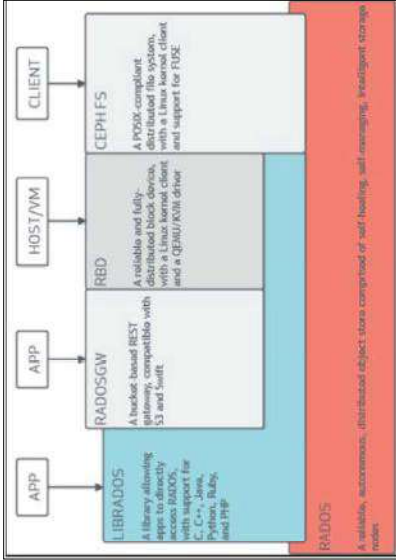 APP
APP
HOST/VM
CLIENT
LIBRADOS
A library allowing
apps to directly
access RADOS,
with support for
C, C++, Java,
Python, Ruby,
and PHP
RADOSGW
A bucket-based REST
gateway, compatible with
S3 and Swift
RBD
A reliable and fully-
distributed block device,
with a Linux kernel client
and a QEMU/KVM driver
CEPH FS
A POSIX-compliant
distributed file system,
with a Linux kernel client
and support for FUSE
RADOS
A reliable, autonomous, distributed object store comprised of self-healing, self-managing, intelligent storage
nodes